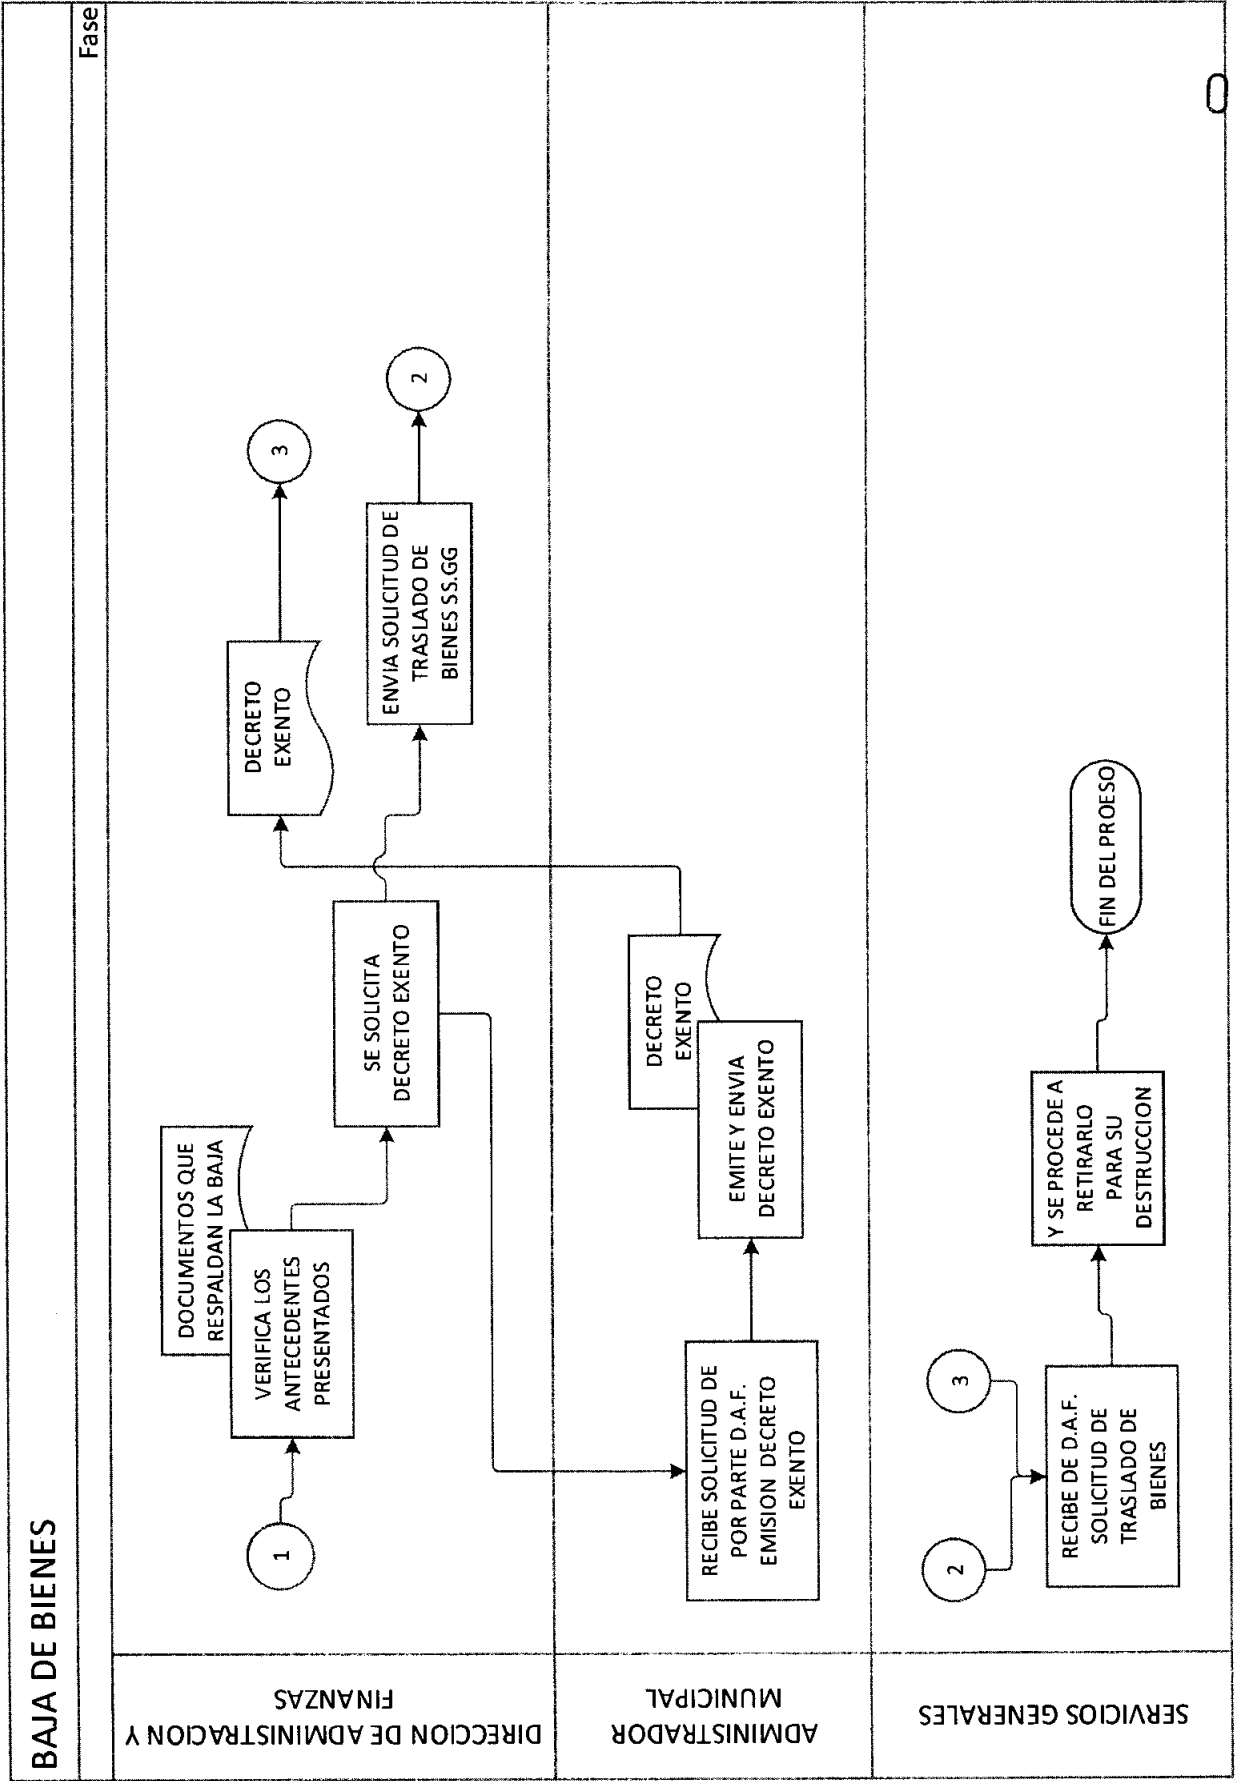 BAJA DE BIENES
Fase
DIRECCION DE ADMINISTRACION Y
FINANZAS
1
VERIFICA LOS
ANTECEDENTES
PRESENTADOS
DOCUMENTOS QUE
RESPALDAN LA BAJA
SE SOLICITA
DECRETO EXENTO
DECRETO
EXENTO
3
ENVIA SOLICITUD DE
TRASLADO DE
BIENES SS.GG
2
ADMINISTRADOR
MUNICIPAL
RECIBE SOLICITUD DE
POR PARTE D.A.F.
EMISION DECRETO
EXENTO
EMITE Y ENVIA
DECRETO EXENTO
DECRETO
EXENTO
SERVICIOS GENERALES
2
3
RECIBE DE D.A.F.
SOLICITUD DE
TRASLADO DE
BIENES
Y SE PROCEDE A
RETIRARLO
PARA SU
DESTRUCCION
FIN DEL PROESO